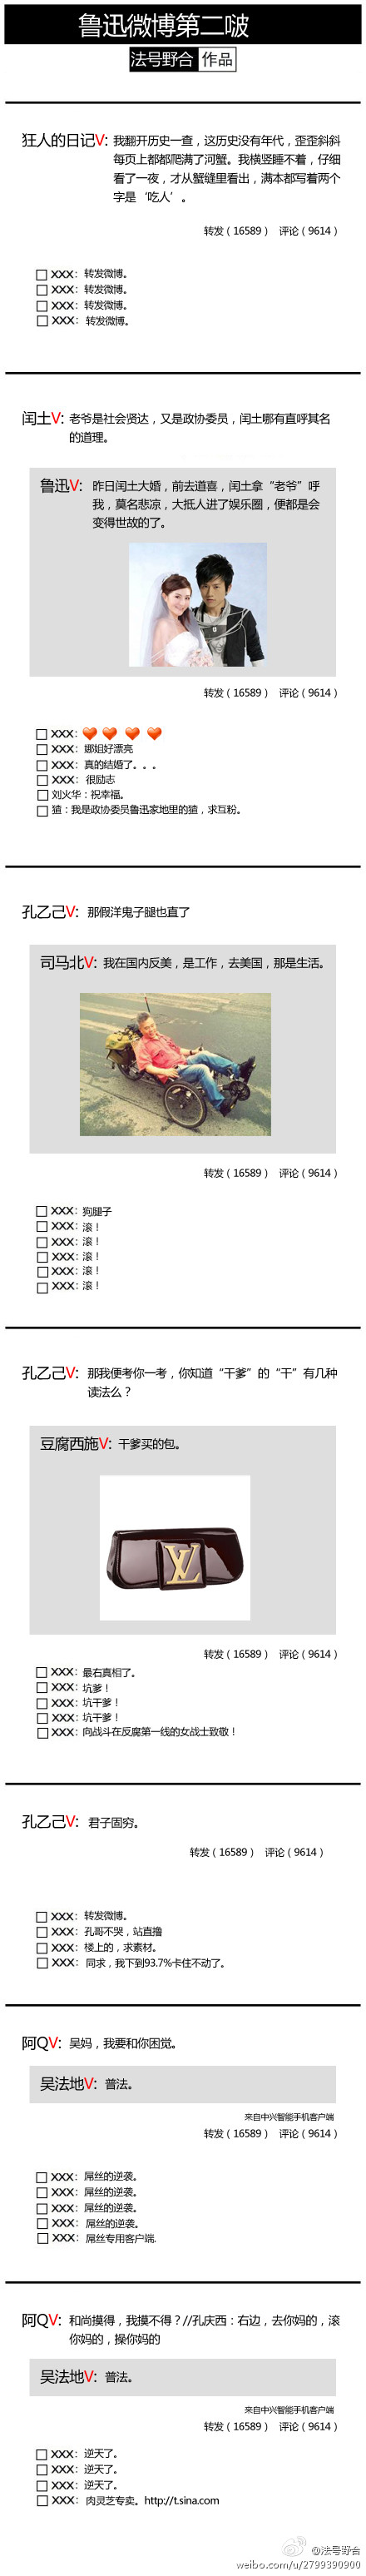 鲁迅微博第二啵
法号野合 作品
狂人的日记V: 我翻开历史一查，这历史没有年代，歪歪斜斜
每页上都都爬满了河蟹。我横竖睡不着，仔细
看了一夜，才从蟹缝里看出，满本都写着两个
字是‘吃人’。
转发（16589） 评论（9614）
XXX：转发微博。
XXX：转发微博。
XXX：转发微博。
XXX：转发微博。
闰土V: 老爷是社会贤达，又是政协委员，闰土哪有直呼其名
的道理。
鲁迅V: 昨日闰土大婚，前去道喜，闰土拿“老爷”呼
我，莫名悲凉，大抵人进了娱乐圈，便都是会
变得世故的了。
转发（16589） 评论（9614）
XXX：
XXX：娜姐好漂亮
XXX：真的结婚了。。。
XXX：很励志
刘火华：祝幸福。
猹：我是政协委员鲁迅家地里的猹，求互粉。
孔乙己V: 那假洋鬼子腿也直了
司马北V: 我在国内反美，是工作，去美国，那是生活。
转发（16589） 评论（9614）
XXX：狗腿子
XXX：滚！
XXX：滚！
XXX：滚！
XXX：滚！
XXX：滚！
孔乙己V: 那我便考你一考，你知道“干爹”的“干”有几种
读法么？
豆腐西施V: 干爹买的包。
转发（16589） 评论（9614）
XXX：最右真相了。
XXX：坑爹！
XXX：坑干爹！
XXX：坑干爹！
XXX：向战斗在反腐第一线的女战士致敬！
孔乙己V: 君子固穷。
转发（16589） 评论（9614）
XXX：转发微博。
XXX：孔哥不哭，站直撸
XXX：楼上的，求素材。
XXX：同求，我下到93.7%卡住不动了。
阿QV: 吴妈，我要和你困觉。
吴法地V: 普法。
来自中兴智能手机客户端
转发（16589） 评论（9614）
XXX：屌丝的逆袭。
XXX：屌丝的逆袭。
XXX：屌丝的逆袭。
XXX：屌丝的逆袭。
XXX：屌丝专用客户端.
阿QV: 和尚摸得，我摸不得？//孔庆西：右边，去你妈的，滚
你妈的，操你妈的
吴法地V: 普法。
来自中兴智能手机客户端
转发（16589） 评论（9614）
XXX：逆天了。
XXX：逆天了。
XXX：逆天了。
XXX：肉灵芝专卖。http://t.sina.com
@法号野合
weibo.com/u/2799390900